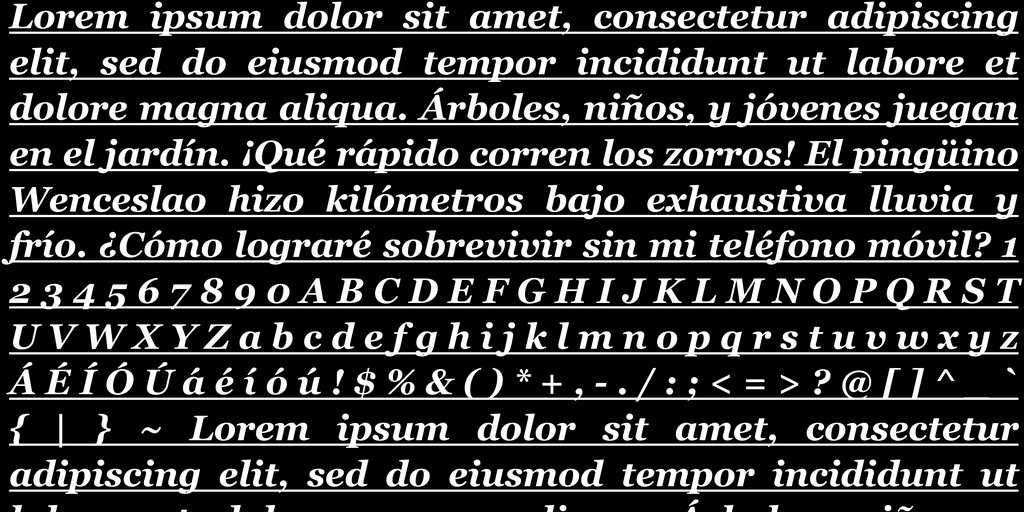 Lorem ipsum dolor sit amet, consectetur adipiscing
elit, sed do eiusmod tempor incididunt ut labore et
dolore magna aliqua. Árboles, niños, y jóvenes juegan
en el jardín. ¡Qué rápido corren los zorros! El pingüino
Wenceslao hizo kilómetros bajo exhaustiva lluvia y
frío. ¿Cómo lograré sobrevivir sin mi teléfono móvil? 1
2 3 4 5 6 7 8 9 0 A B C D E F G H I J K L M N O P Q R S T
U V W X Y Z a b c d e f g h i j k l m n o p q r s t u v w x y z
Á É Í Ó Ú á é í ó ú ! $ % & ( ) * + , - . / : ; < = > ? @ [ ] ^ _ `
{ | } ~ Lorem ipsum dolor sit amet, consectetur
adipiscing elit, sed do eiusmod tempor incididunt ut